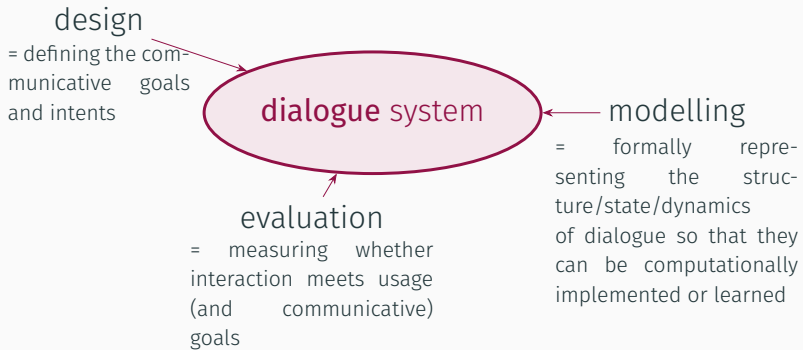 design
= defining the com-
municative goals
and intents
dialogue system
modelling
= formally repre-
senting the struc-
ture/state/dynamics
of dialogue so that they
can be computationally
implemented or learned
evaluation
= measuring whether
interaction meets usage
(and communicative)
goals